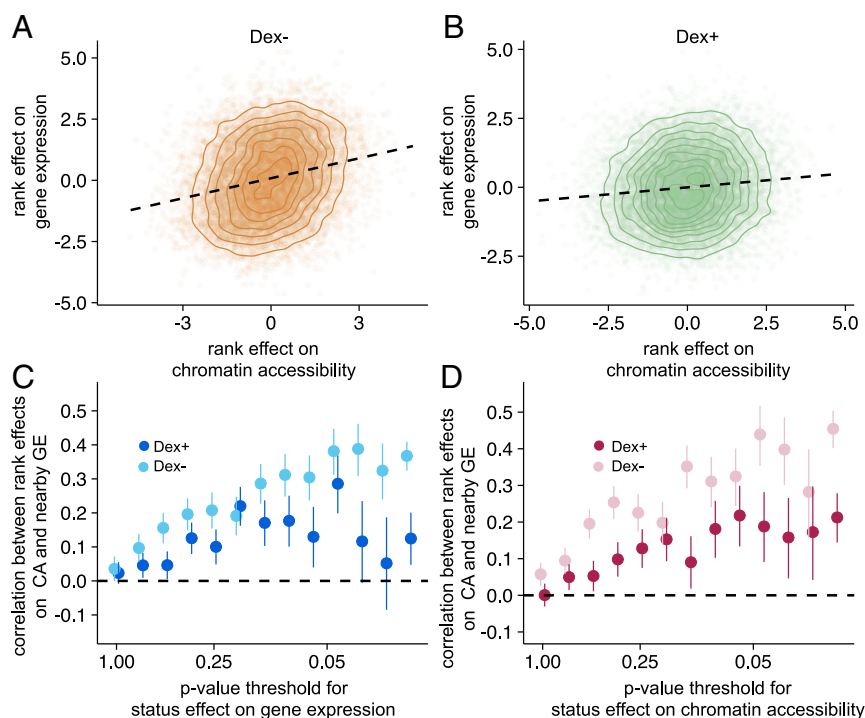 A
Dex-
5.0
2.5
0.0
-2.5
-5.0
rank effect on
gene expression
-3
0
3
rank effect on
chromatin accessibility
B
Dex+
5.0
2.5
0.0
-2.5
rank effect on
gene expression
-5.0
-2.5
0.0
2.5
5.0
rank effect on
chromatin accessibility
C
0.5
0.4
0.3
0.2
0.1
0.0
-0.1
correlation between rank effects
on CA and nearby GE
Dex+
Dex-
1.00
0.25
0.05
p-value threshold for
status effect on gene expression
D
0.5
0.4
0.3
0.2
0.1
0.0
-0.1
correlation between rank effects
on CA and nearby GE
Dex+
Dex-
1.00
0.25
0.05
p-value threshold for
status effect on chromatin accessibility